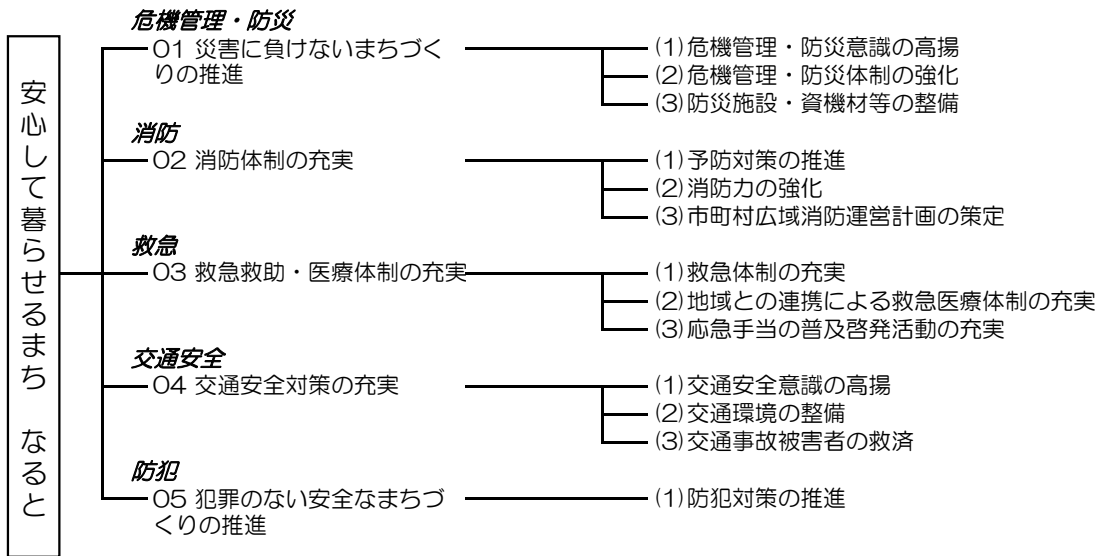 安心して暮らせるまち なると
危機管理・防災
01 災害に負けないまちづく
りの推進
(1)危機管理・防災意識の高揚
(2)危機管理・防災体制の強化
(3)防災施設・資機材等の整備
消防
02 消防体制の充実
(1)予防対策の推進
(2)消防力の強化
(3)市町村広域消防運営計画の策定
救急
03 救急救助・医療体制の充実
(1)救急体制の充実
(2)地域との連携による救急医療体制の充実
(3)応急手当の普及啓発活動の充実
交通安全
04 交通安全対策の充実
(1)交通安全意識の高揚
(2)交通環境の整備
(3)交通事故被害者の救済
防犯
05 犯罪のない安全なまちづ
くりの推進
(1)防犯対策の推進